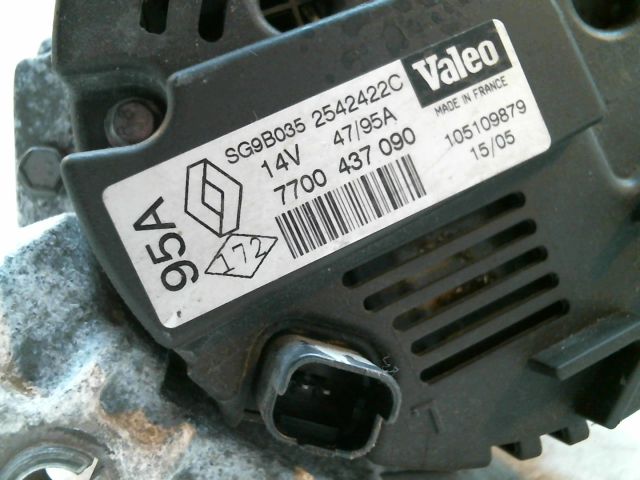 SG9B035 2542422C Valeo
14V 47/95A MADE IN FRANCE
7700 437 090 105109879
15/05
95A
172